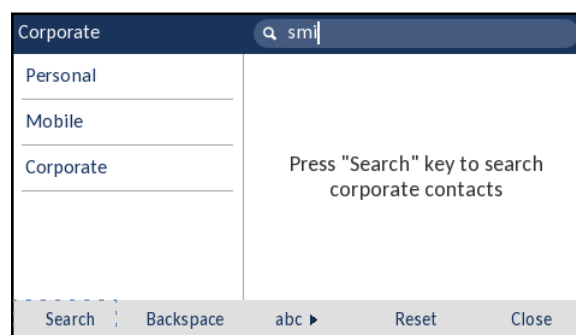 Corporate
smi
Personal
Mobile
Corporate
Press "Search" key to search
corporate contacts
Search Backspace abc Reset Close